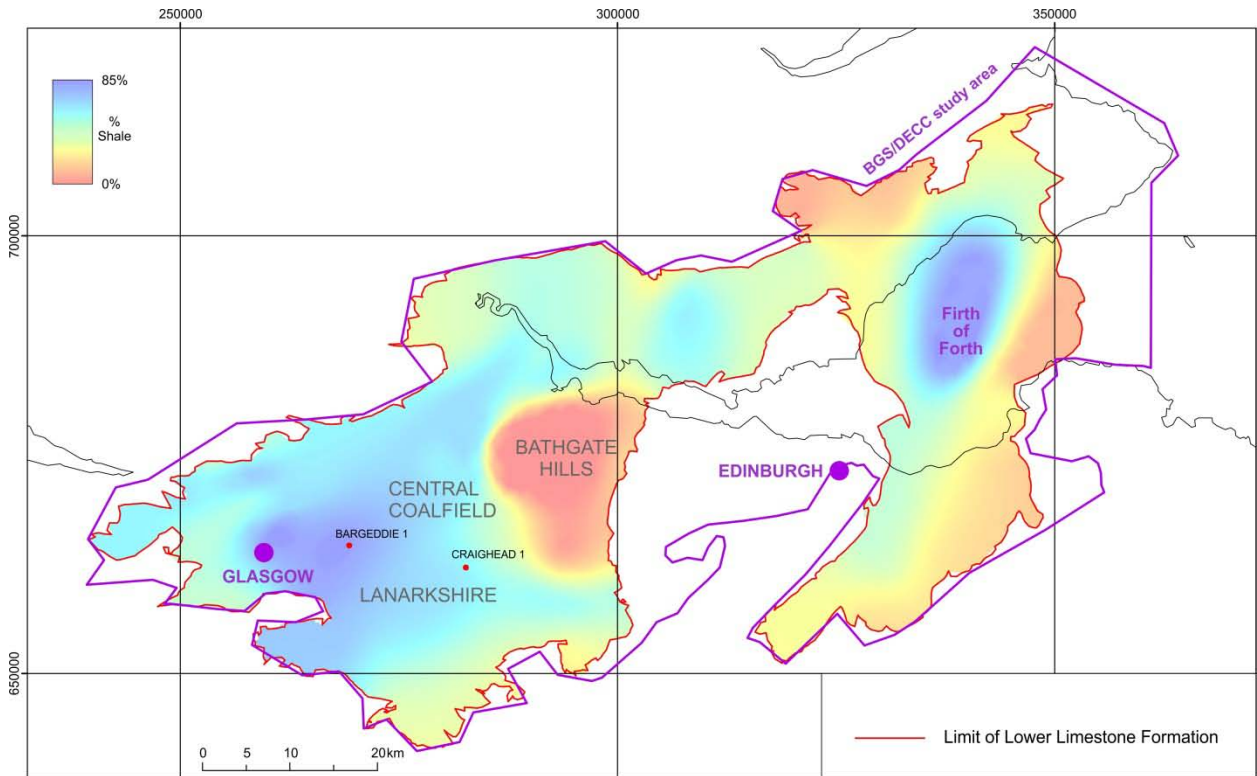 250000
300000
350000
85%
%
Shale
0%
BGS/DECC study area
700000
Firth
of
Forth
BATHGATE
HILLS
EDINBURGH
CENTRAL
COALFIELD
BARGEDDIE 1
CRAIGHEAD 1
GLASGOW
LANARKSHIRE
650000
0 5 10 20km
Limit of Lower Limestone Formation